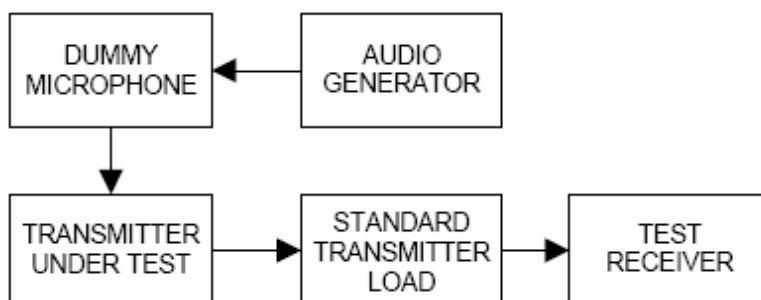 DUMMY
MICROPHONE
AUDIO
GENERATOR
TRANSMITTER
UNDER TEST
STANDARD
TRANSMITTER
LOAD
TEST
RECEIVER